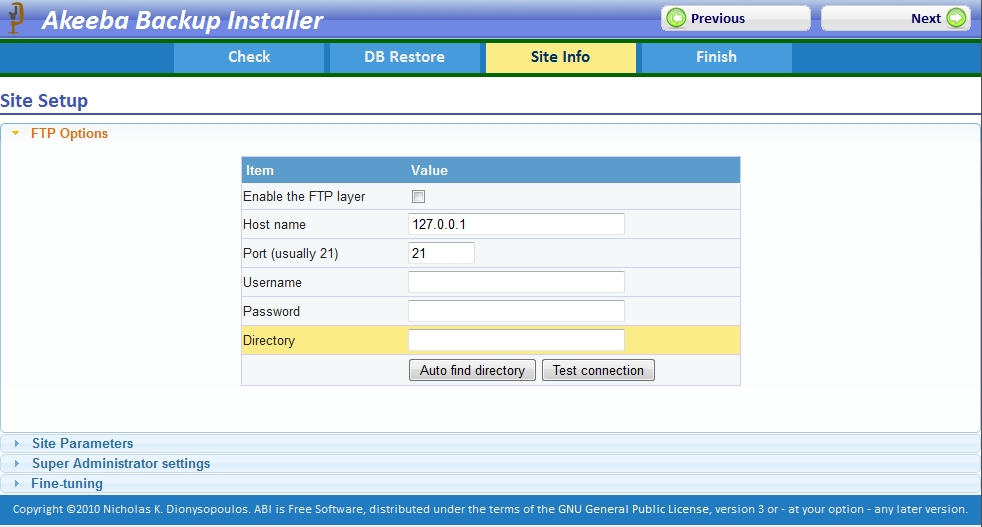 Akeeba Backup Installer
Previous
Next
Check
DB Restore
Site Info
Finish
Site Setup
FTP Options
Item Value
Enable the FTP layer
Host name 127.0.0.1
Port (usually 21) 21
Username
Password
Directory
Auto find directory Test connection
Site Parameters
Super Administrator settings
Fine-tuning
Copyright ©2010 Nicholas K. Dionysopoulos. ABI is Free Software, distributed under the terms of the GNU General Public License, version 3 or - at your option - any later version.